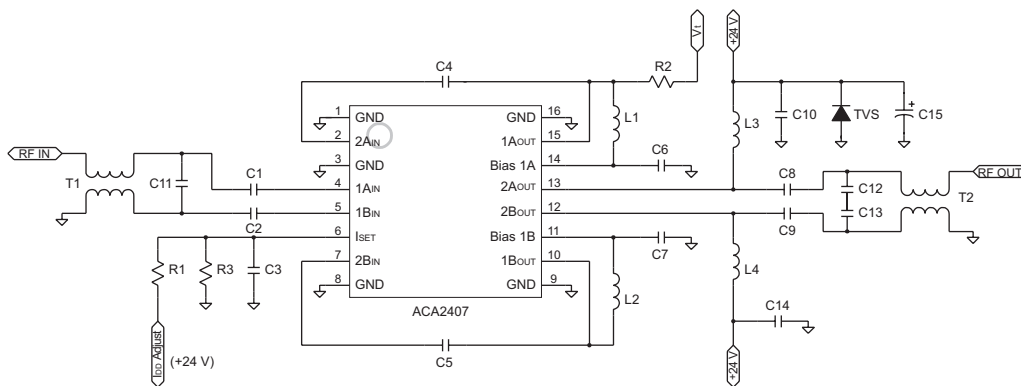 Vt
+24 V
C4
R2
1
GND
2
2AIN
3
GND
4
1AIN
5
1BIN
6
ISET
7
2BIN
8
GND
GND
16
1AOUT
15
Bias 1A
14
2AOUT
13
2BOUT
12
Bias 1B
11
1BOUT
10
GND
9
L1
L3
C10
TVS
+
C15
C6
RF IN
T1
C11
C1
C2
C8
C9
C12
C13
T2
RF OUT
R1
R3
C3
C7
L2
L4
ACA2407
C14
C5
IDD Adjust
(+24 V)
+24 V